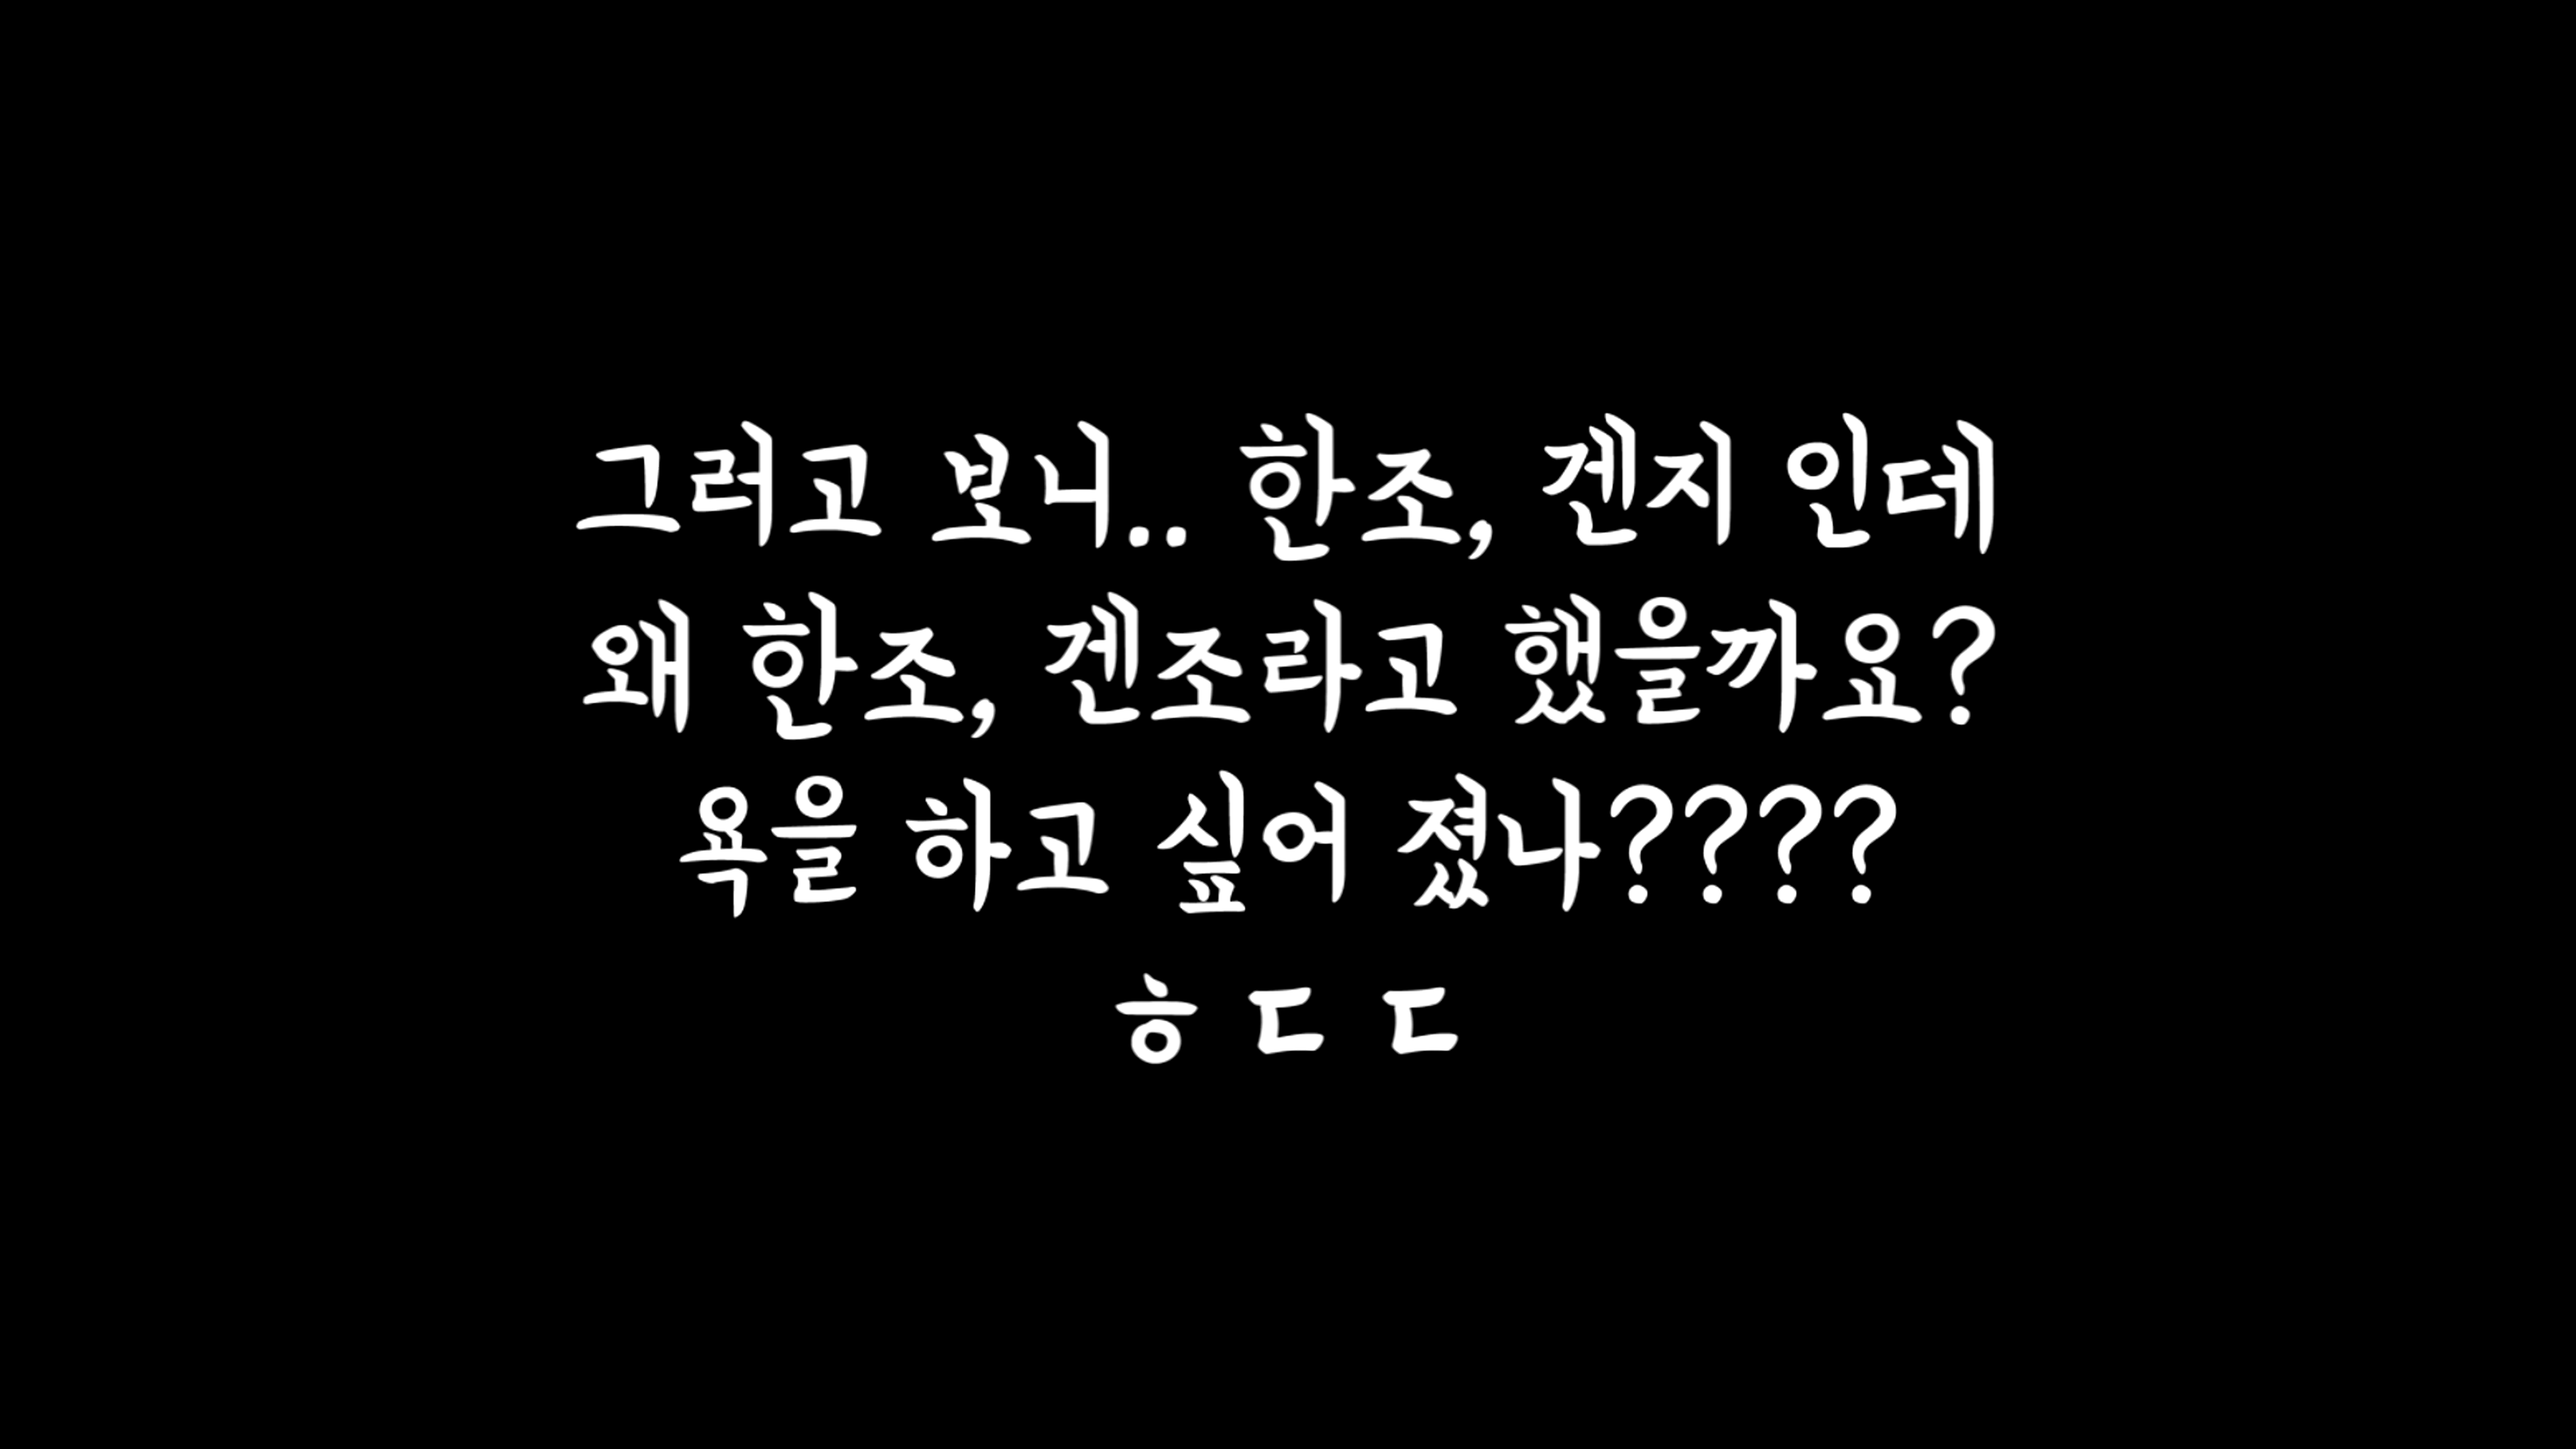 그러고 보니.. 한조, 겐지 인데
왜 한조, 겐조라고 했을까요?
욕을 하고 싶어 졌나????
ㅎ ㄷ ㄷ